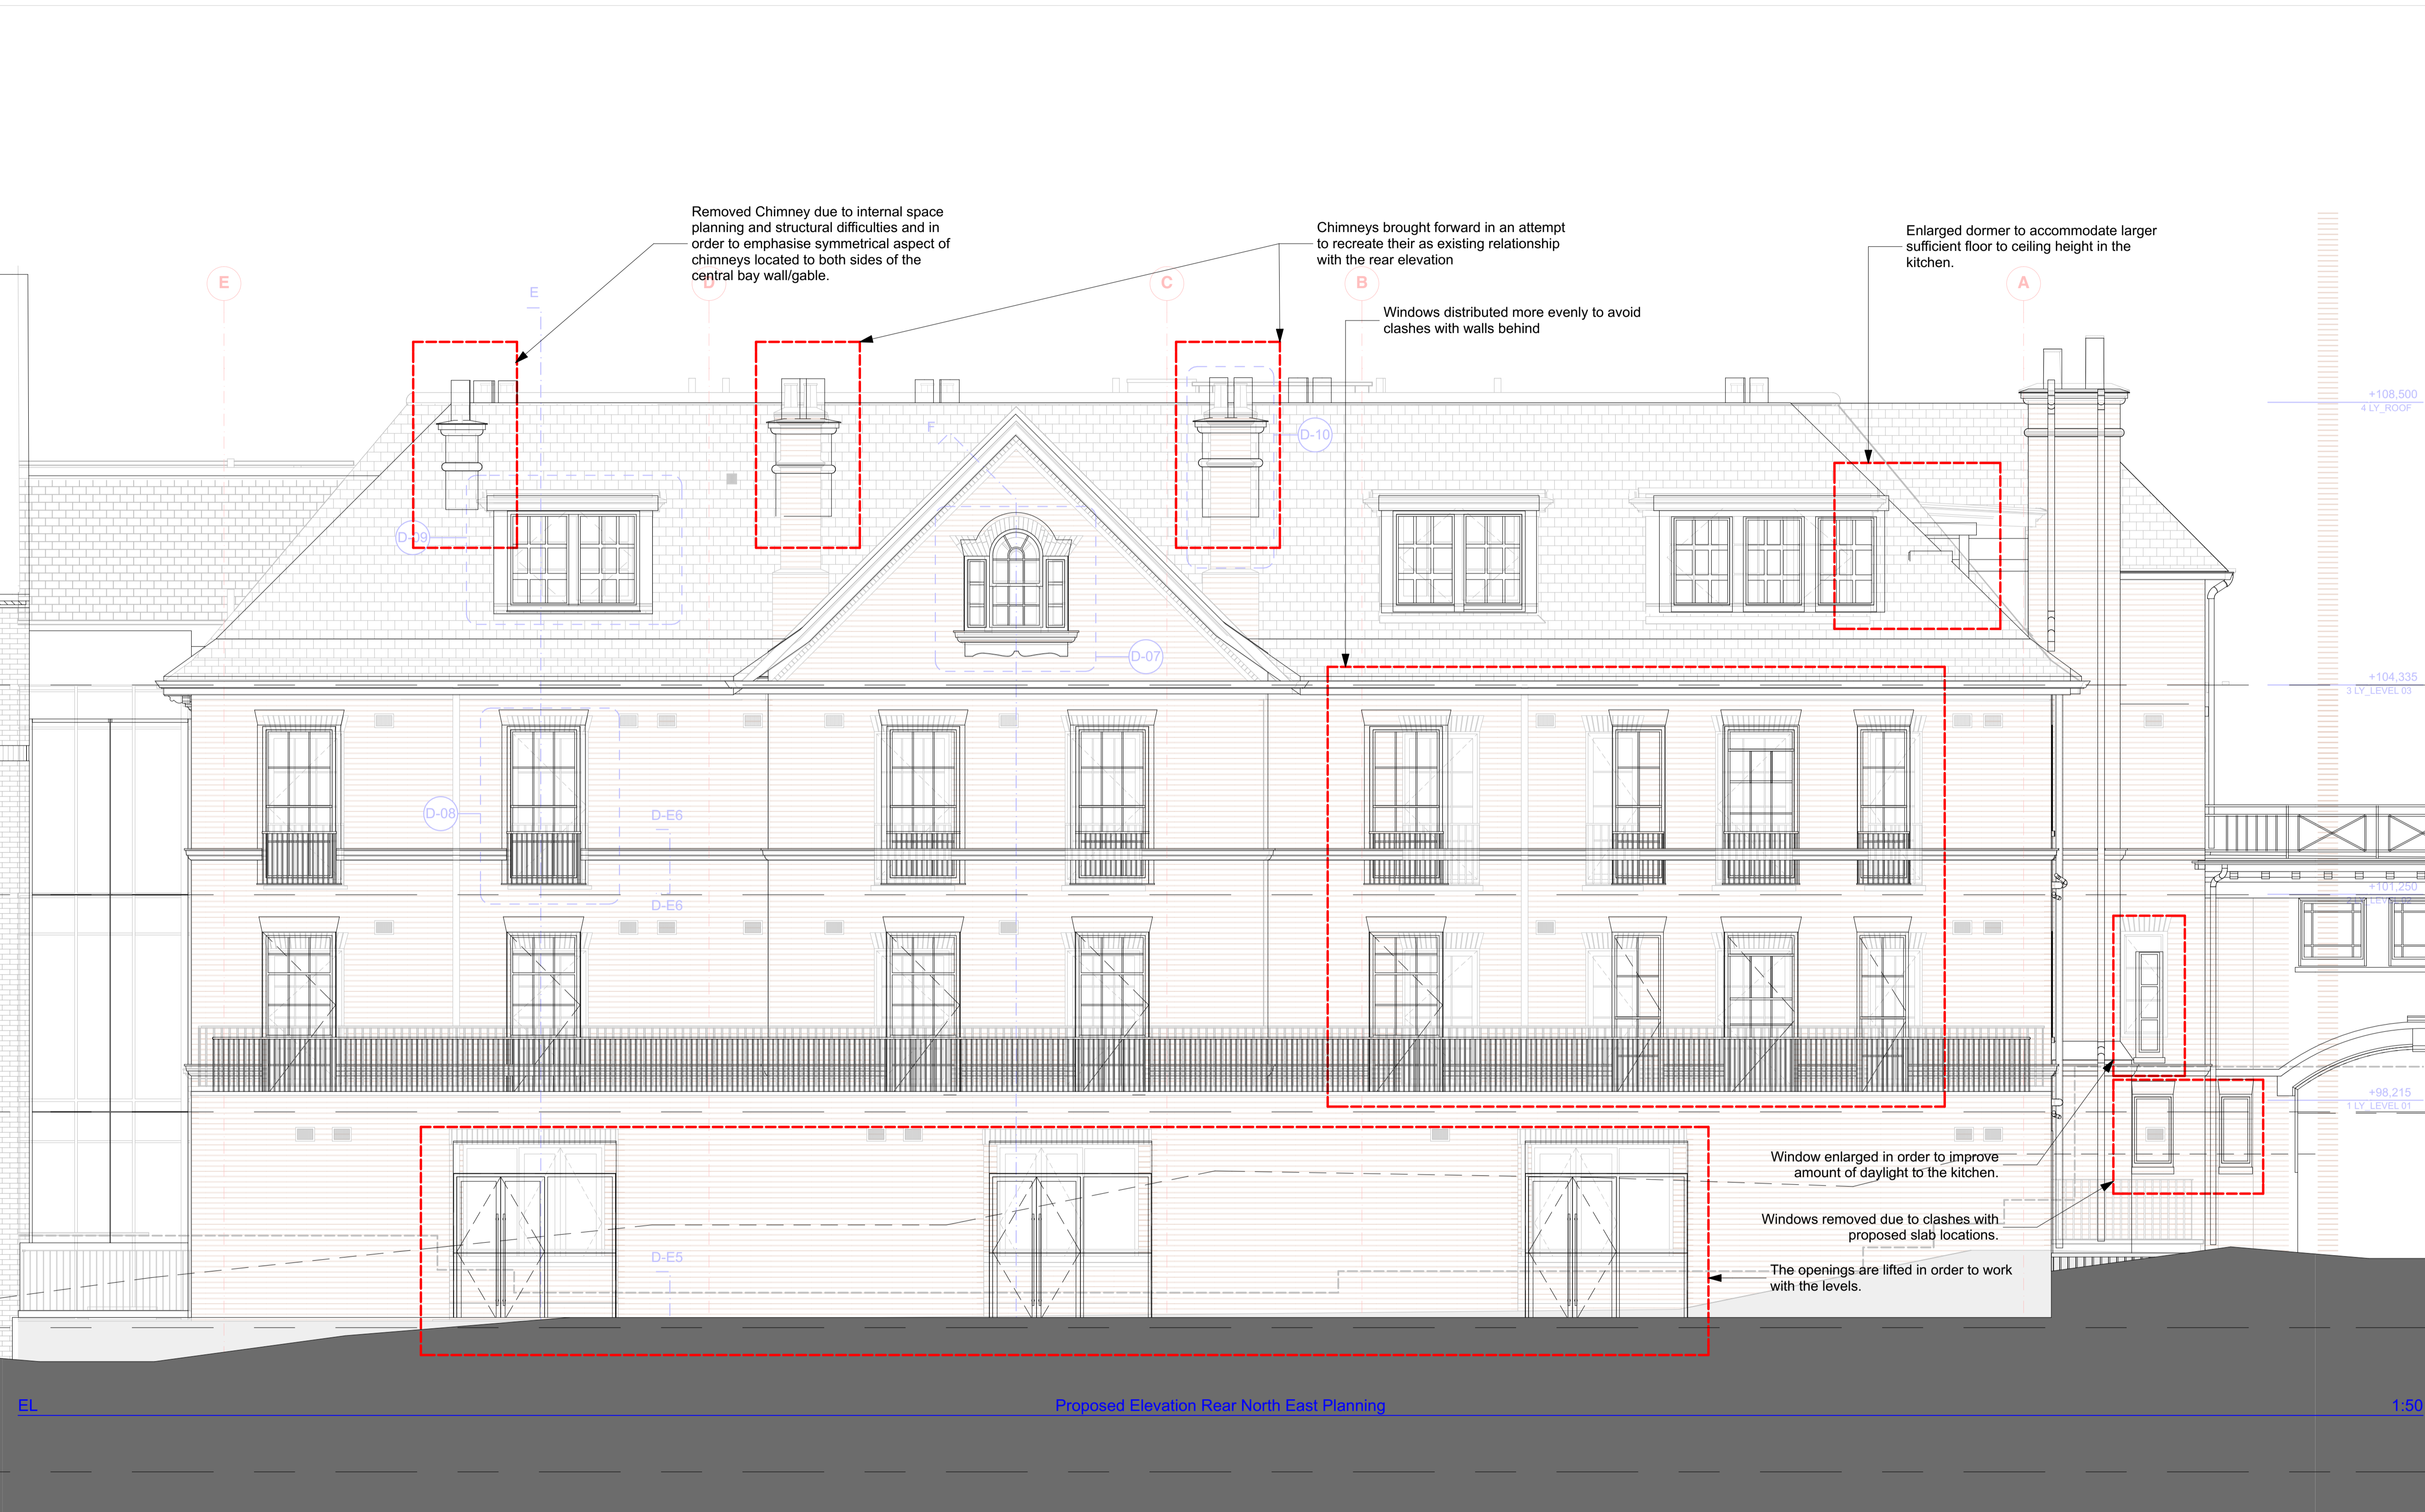 Removed Chimney due to internal space
planning and structural difficulties and in
order to emphasise symmetrical aspect of
chimneys located to both sides of the
central bay wall/gable.
Chimneys brought forward in an attempt
to recreate their as existing relationship
with the rear elevation
Enlarged dormer to accommodate larger
sufficient floor to ceiling height in the
kitchen.
E
E
D
C
B
A
Windows distributed more evenly to avoid
clashes with walls behind
+108,500
4 LY_ROOF
F
D-10
D-09
D-07
+104,335
3 LY_LEVEL 03
D-08
D-E6
D-E6
+101,250
2 LY_LEVEL 02
+98,215
1 LY_LEVEL 01
Window enlarged in order to improve
amount of daylight to the kitchen.
Windows removed due to clashes with
proposed slab locations.
D-E5
The openings are lifted in order to work
with the levels.
EL
Proposed Elevation Rear North East Planning
1:50